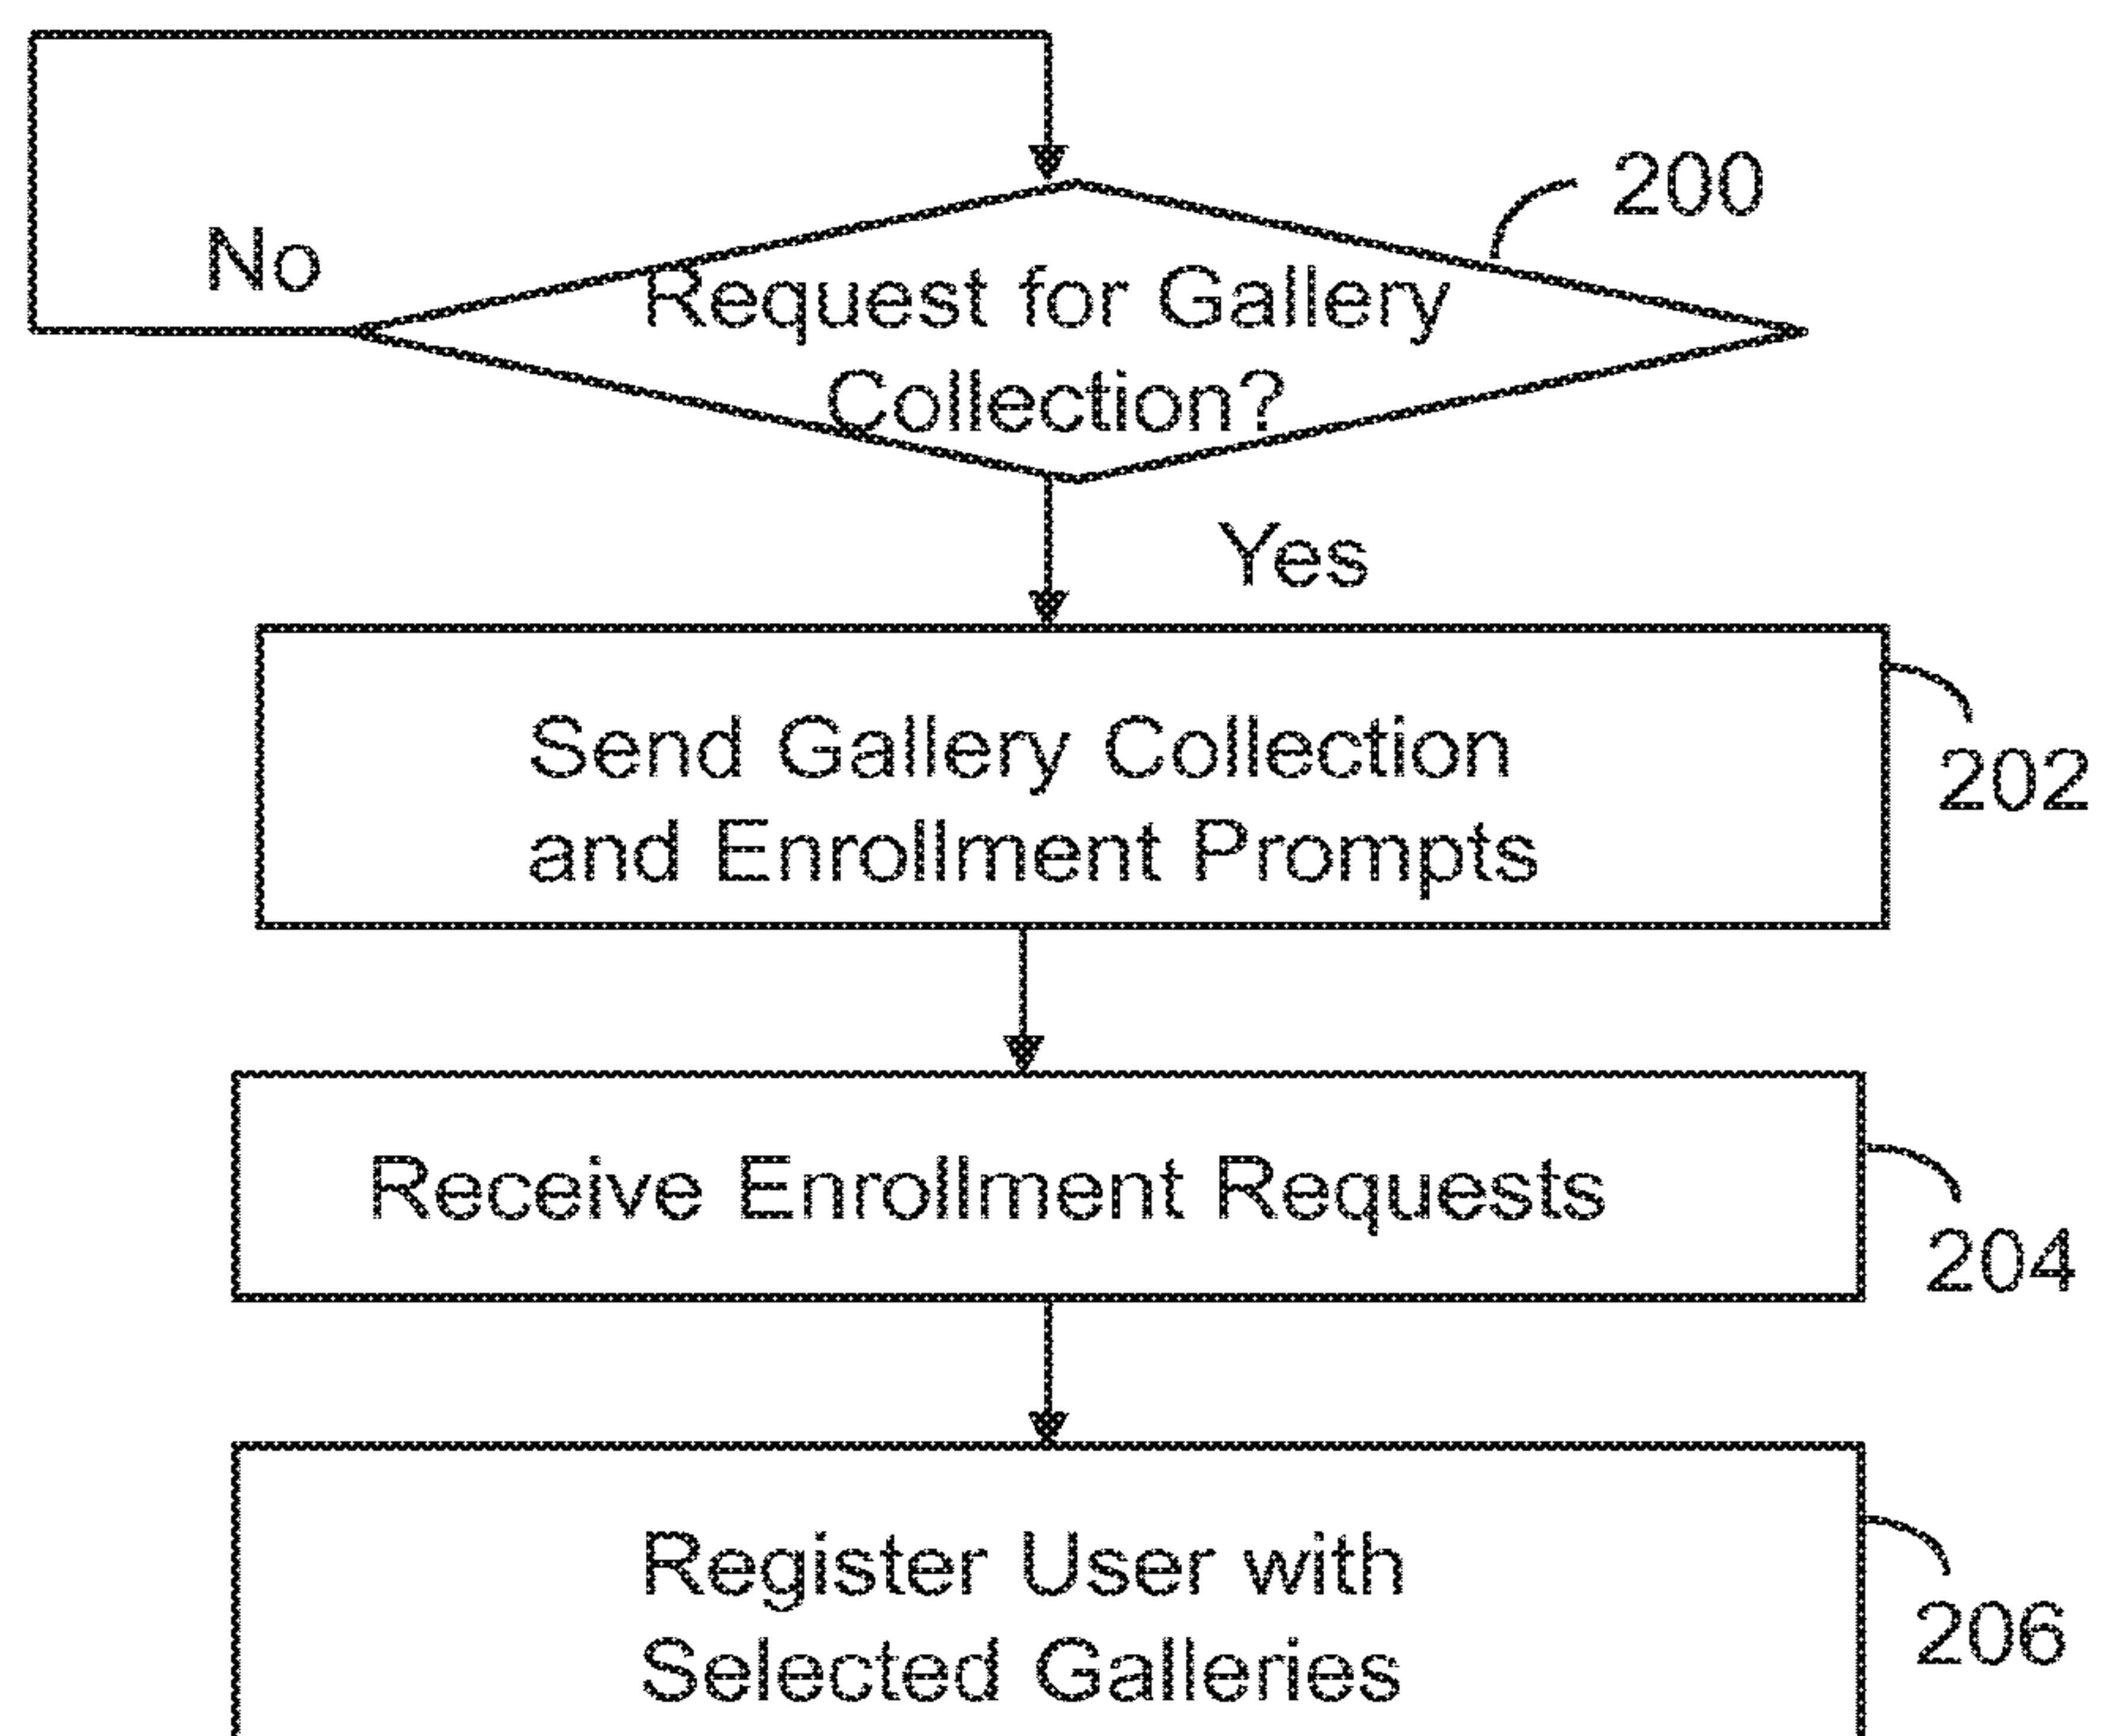 200
No
Request for Gallery
Collection?
Yes
Send Gallery Collection
and Enrollment Prompts
202
Receive Enrollment Requests
204
Register User with
Selected Galleries
206